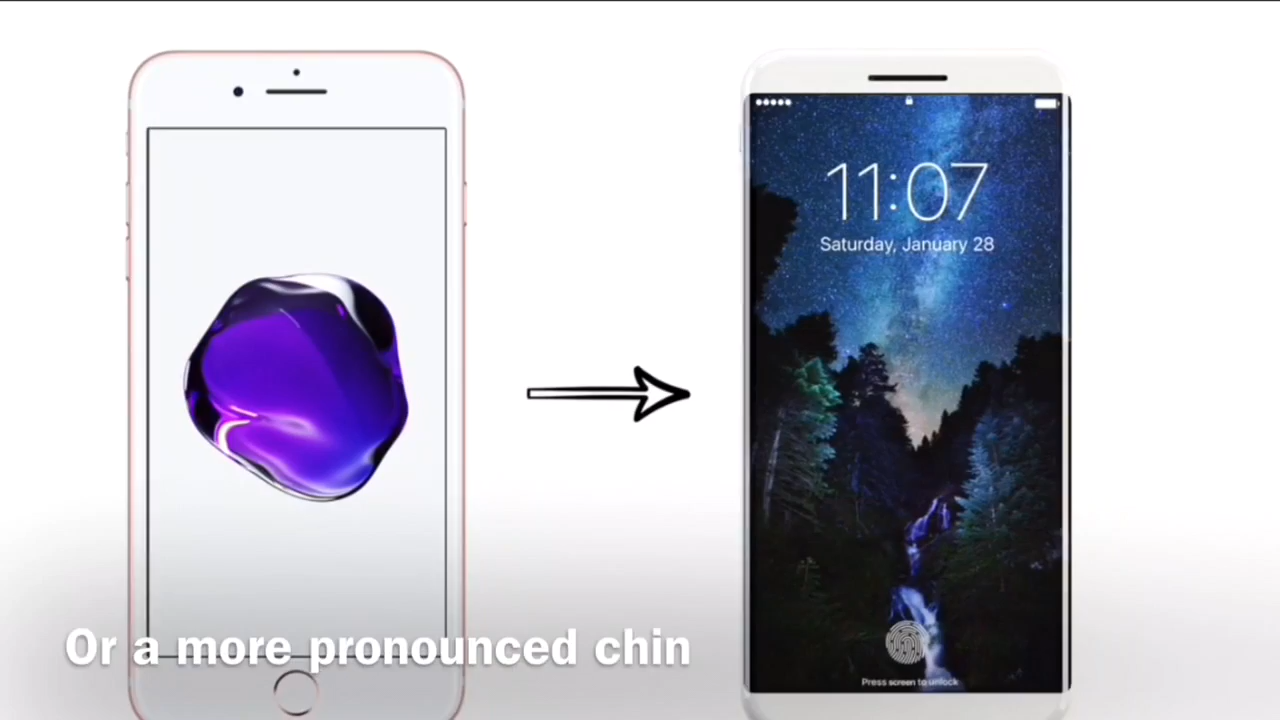 11:07
Saturday, January 28
Press screen to unlock
Or a more pronounced chin